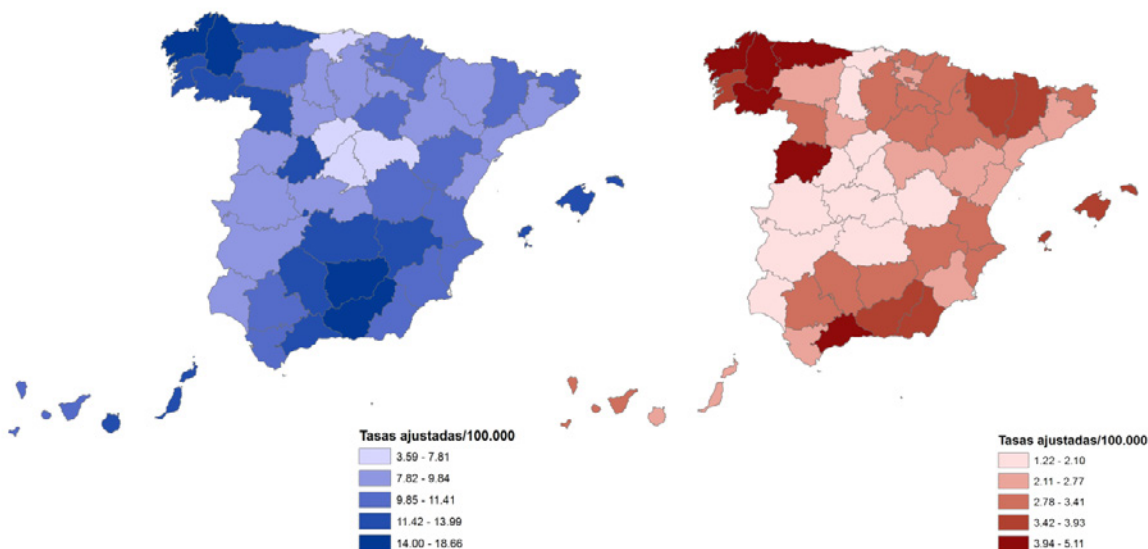 Tasas ajustadas/100.000
3.59 - 7.81
7.82 - 9.84
9.85 - 11.41
11.42 - 13.99
14.00 - 18.66
Tasas ajustadas/100.000
1.22 - 2.10
2.11 - 2.77
2.78 - 3.41
3.42 - 3.93
3.94 - 5.11